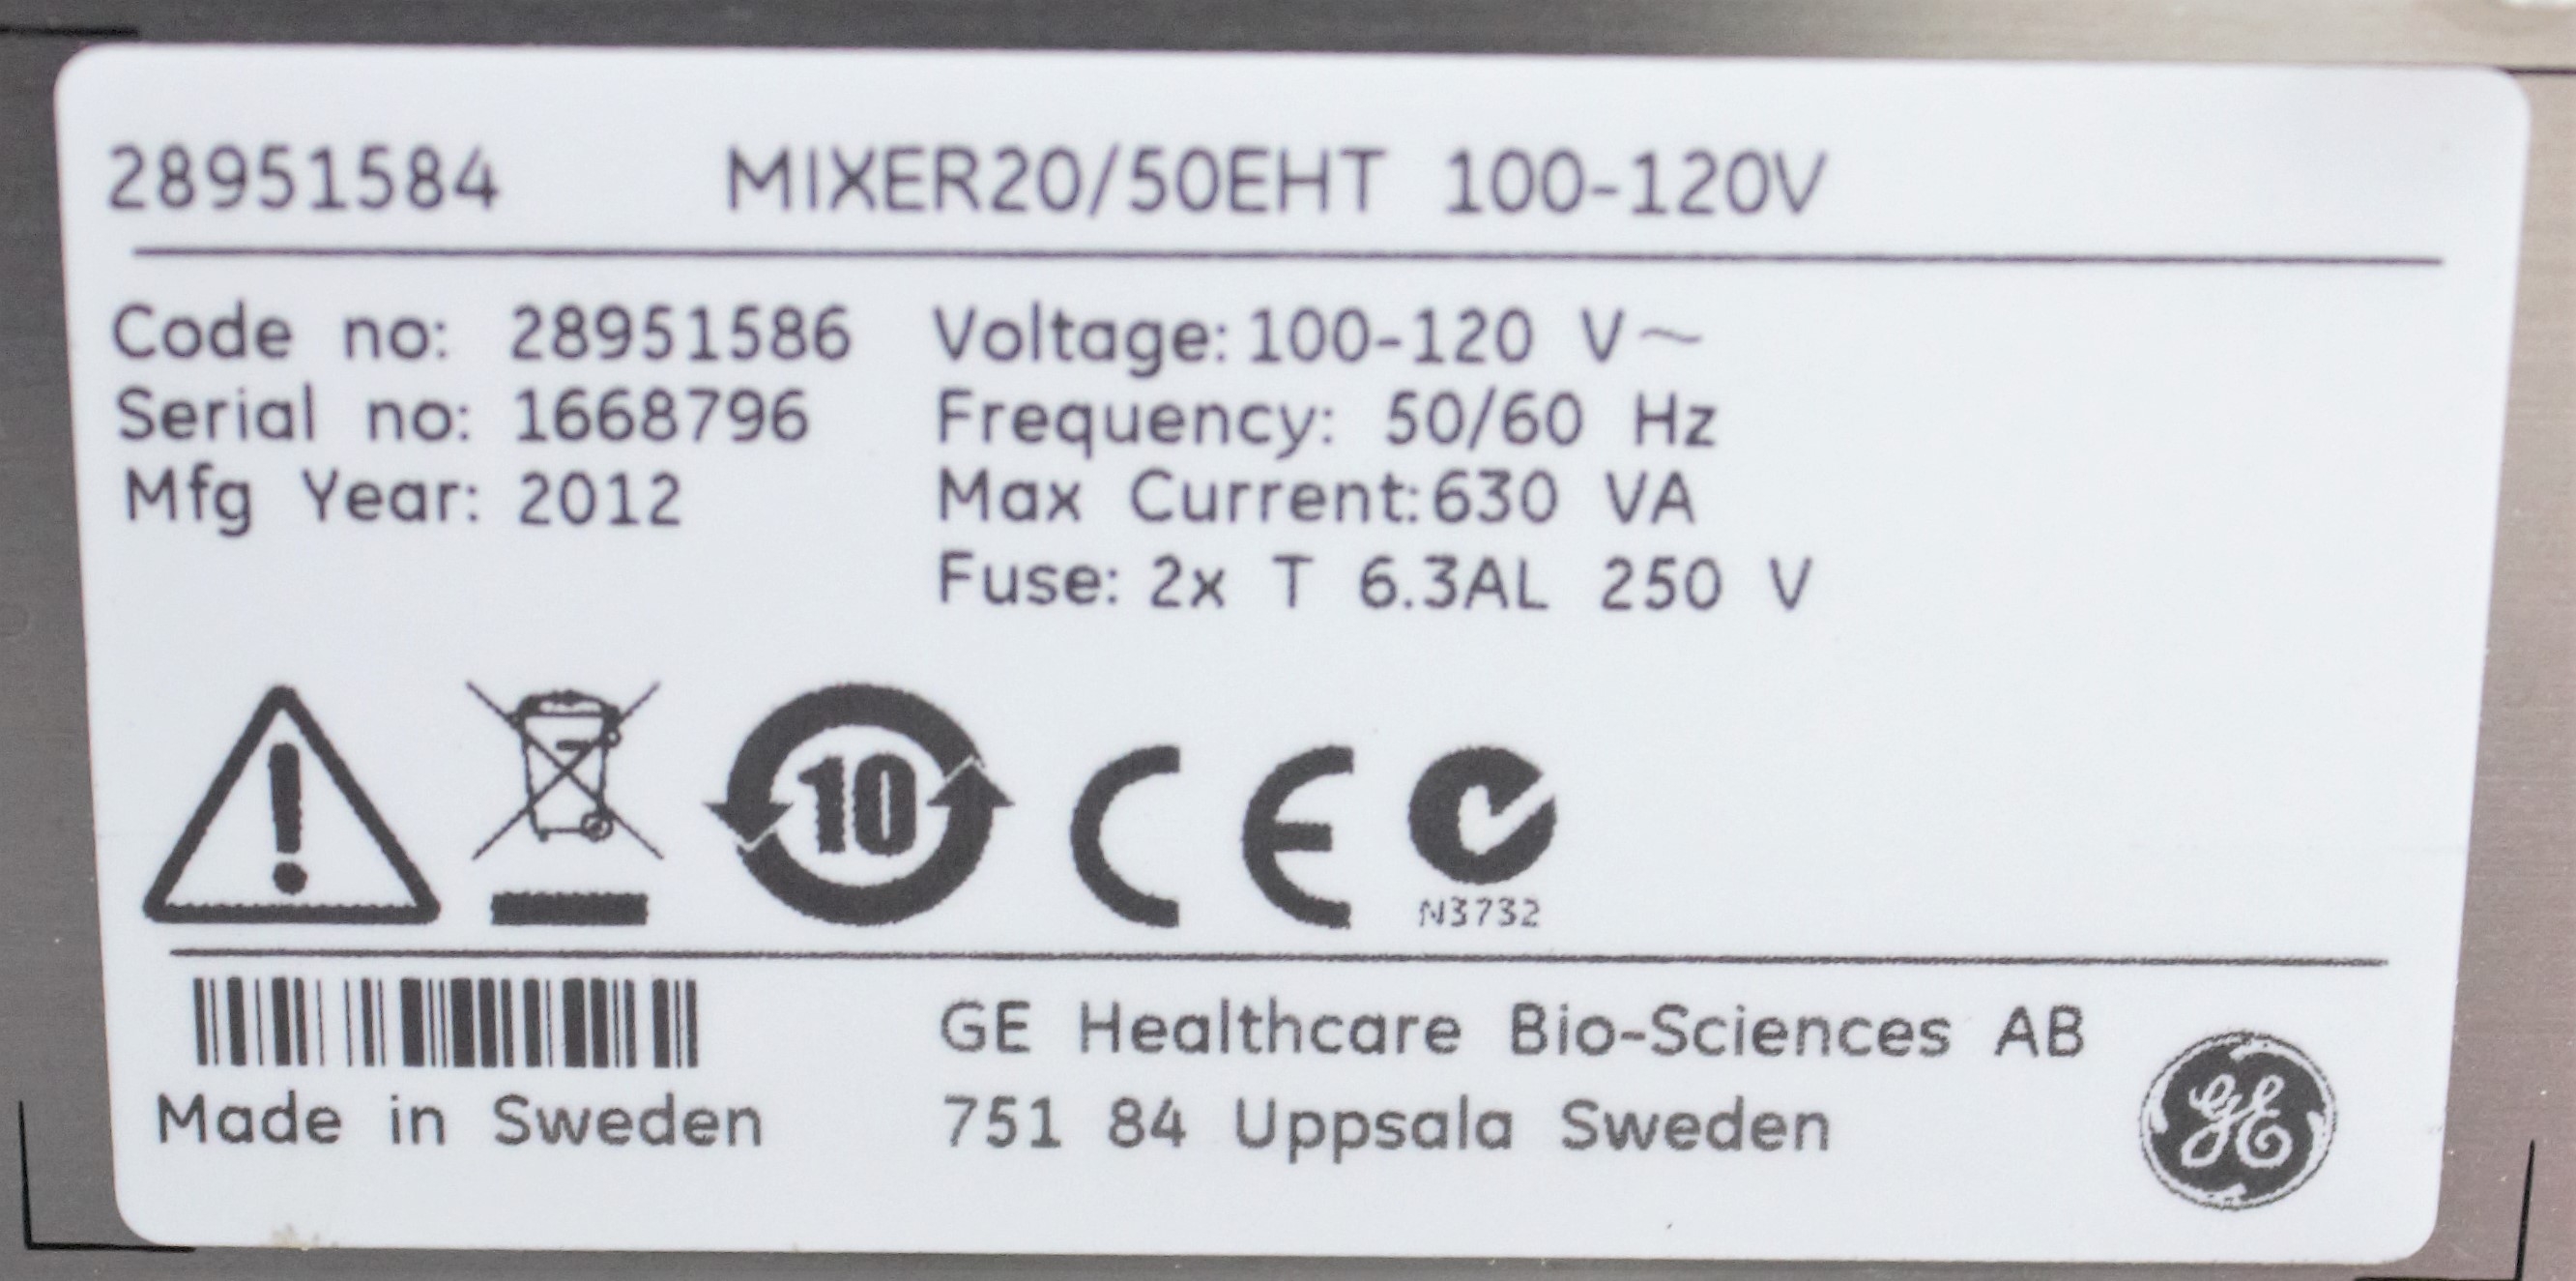 28951584 MIXER20/50EHT 100-120V
Code no: 28951586 Voltage: 100-120 V~
Serial no: 1668796 Frequency: 50/60 Hz
Mfg Year: 2012 Max Current:630 VA
Fuse: 2x T 6.3AL 250 V
10 CE
N3732
GE Healthcare Bio-Sciences AB
Made in Sweden 751 84 Uppsala Sweden
GE